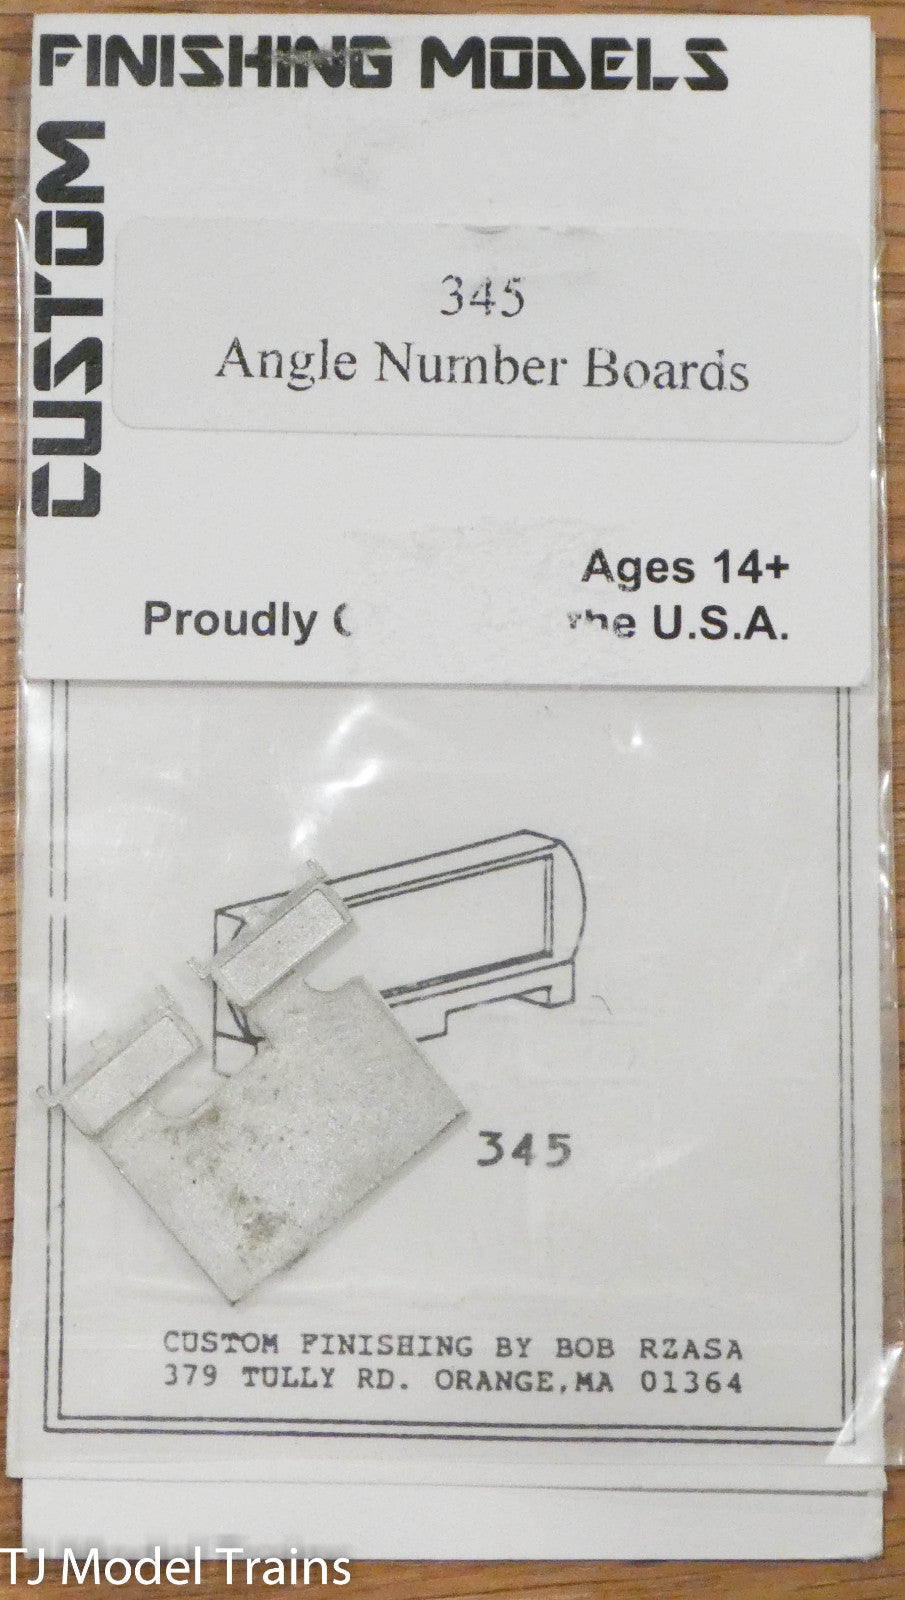 FINISHING MODELS
CUSTOM
345
Angle Number Boards
Ages 14+
Proudly the U.S.A.
345
CUSTOM FINISHING BY BOB RZASA
379 TULLY RD. ORANGE, MA 01364
TJ Model Trains